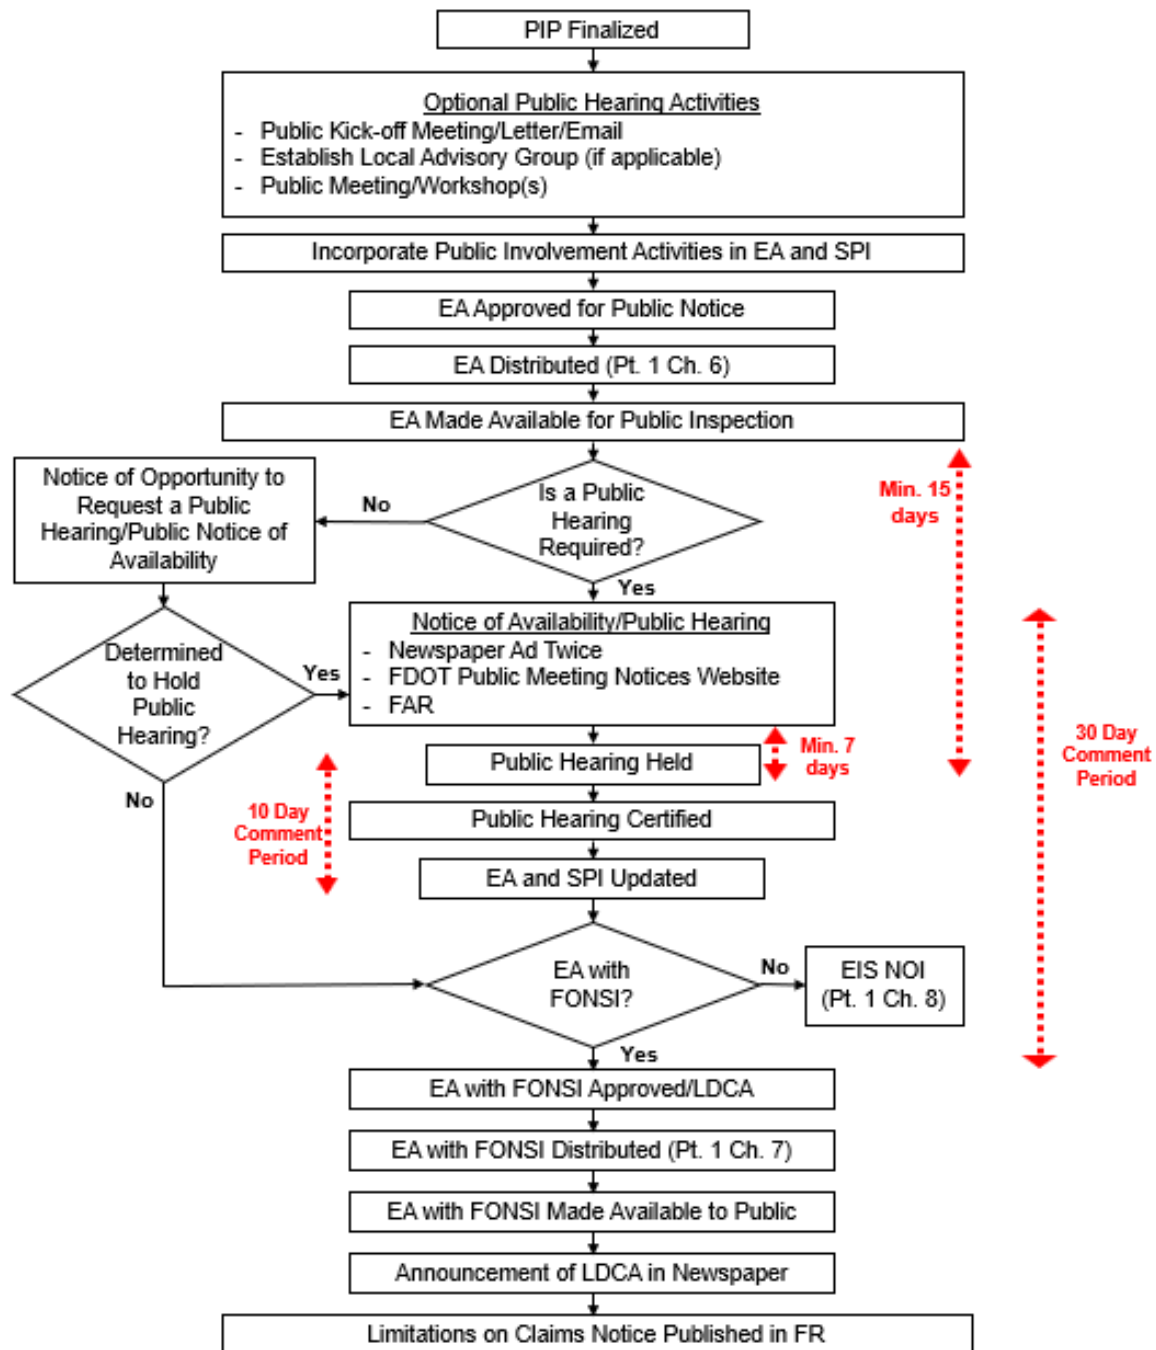 PIP Finalized
Optional Public Hearing Activities
- Public Kick-off Meeting/Letter/Email
- Establish Local Advisory Group (if applicable)
- Public Meeting/Workshop(s)
Incorporate Public Involvement Activities in EA and SPI
EA Approved for Public Notice
EA Distributed (Pt. 1 Ch. 6)
EA Made Available for Public Inspection
Is a Public
Hearing
Required?
No
Yes
Min. 15
days
Notice of Opportunity to
Request a Public
Hearing/Public Notice of
Availability
Determined
to Hold
Public
Hearing?
Yes
No
Notice of Availability/Public Hearing
- Newspaper Ad Twice
- FDOT Public Meeting Notices Website
- FAR
Min. 7
days
30 Day
Comment
Period
Public Hearing Held
10 Day
Comment
Period
Public Hearing Certified
EA and SPI Updated
EA with
FONSI?
No
EIS NOI
(Pt. 1 Ch. 8)
Yes
EA with FONSI Approved/LDCA
EA with FONSI Distributed (Pt. 1 Ch. 7)
EA with FONSI Made Available to Public
Announcement of LDCA in Newspaper
Limitations on Claims Notice Published in FR